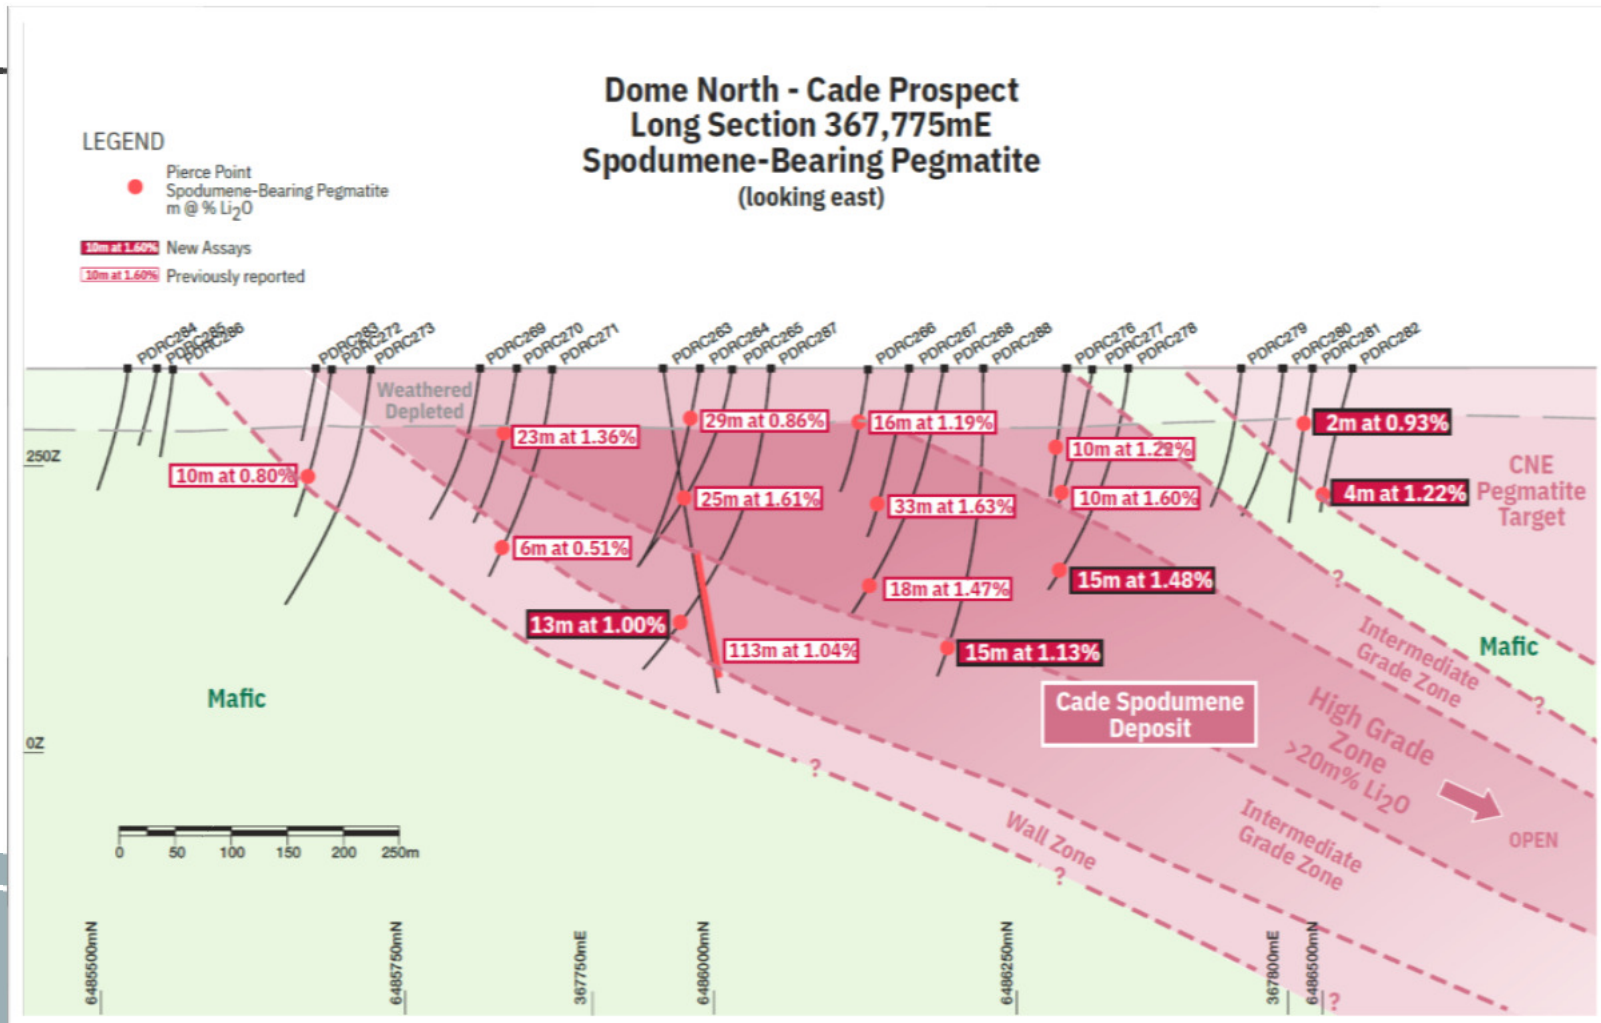 Dome North - Cade Prospect
Long Section 367,775mE
Spodumene-Bearing Pegmatite
(looking east)
LEGEND
Pierce Point
Spodumene-Bearing Pegmatite
m @ % Li₂O
10m at 1.60% New Assays
10m at 1.60% Previously reported
PDRC284
PDRC285
PDRC286
PDRC283
PDRC272
PDRC273
PDRC269
PDRC270
PDRC271
PDRC263
PDRC264
PDRC265
PDRC287
PDRC266
PDRC267
PDRC268
PDRC288
PDRC276
PDRC277
PDRC278
PDRC279
PDRC280
PDRC281
PDRC282
Weathered
Depleted
29m at 0.86%
16m at 1.19%
2m at 0.93%
23m at 1.36%
10m at 1.22%
250Z
10m at 0.80%
CNE
Pegmatite
Target
4m at 1.22%
25m at 1.61%
33m at 1.63%
10m at 1.60%
6m at 0.51%
18m at 1.47%
15m at 1.48%
?
13m at 1.00%
113m at 1.04%
15m at 1.13%
Intermediate
Grade Zone
Mafic
Mafic
?
Cade Spodumene
Deposit
High Grade
Zone
>20m% Li₂O
0Z
?
OPEN
Wall Zone
Intermediate
Grade Zone
?
0 50 100 150 200 250m
6485500mN
6485750mN
367750mE
6486000mN
6486250mN
367800mE
6486500mN
?